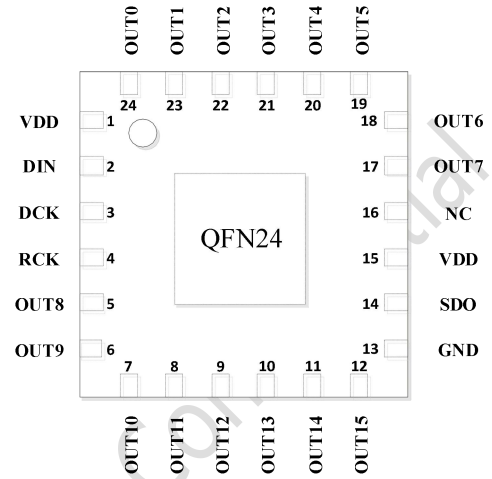 OUT0 OUT1 OUT2 OUT3 OUT4 OUT5
24 23 22 21 20 19
VDD 1 18 OUT6
DIN 2 17 OUT7
DCK 3 16 NC
QFN24
RCK 4 15 VDD
OUT8 5 14 SDO
OUT9 6 13 GND
7 8 9 10 11 12
OUT10 OUT11 OUT12 OUT13 OUT14 OUT15